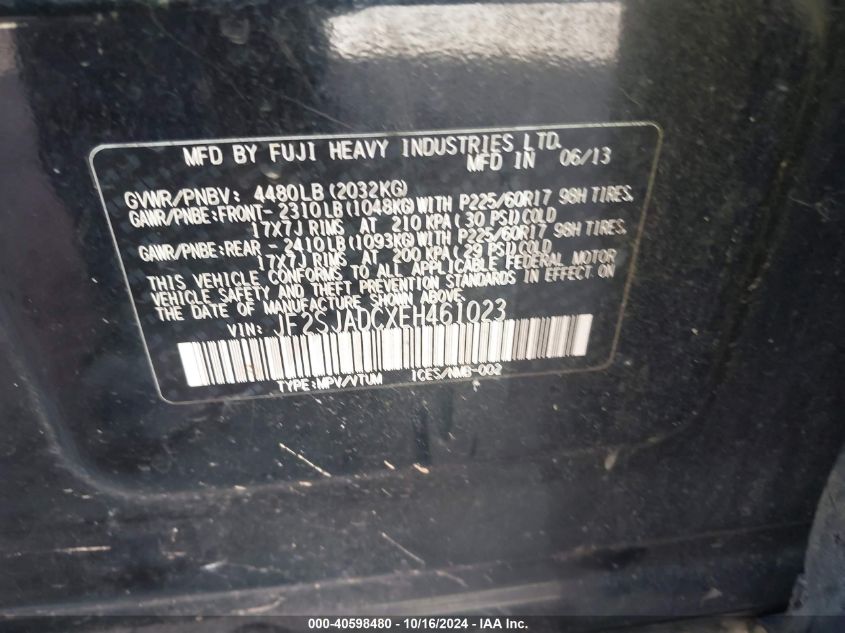 MFD BY FUJI HEAVY INDUSTRIES LTD.
MFD IN 06/13
GVWR/PNBV: 4480LB (2032KG)
GAWR/PNBE:FRONT- 2310LB (1048KG) WITH P225/60R17 98H TIRES,
17X7J RIMS AT 210 KPA ( 30 PSI) COLD
GAWR/PNBE:REAR - 2410LB (1093KG) WITH P225/60R17 98H TIRES,
17X7J RIMS AT 200 KPA ( 29 PSI) COLD
THIS VEHICLE CONFORMS TO ALL APPLICABLE FEDERAL MOTOR
VEHICLE SAFETY AND THEFT PREVENTION STANDARDS IN EFFECT ON
THE DATE OF MANUFACTURE SHOWN ABOVE.
VIN: JF2SJADCXEH461023
TYPE:MPV/VTUM ICES/NMB-002
000-40598480 - 10/16/2024 - IAA Inc.